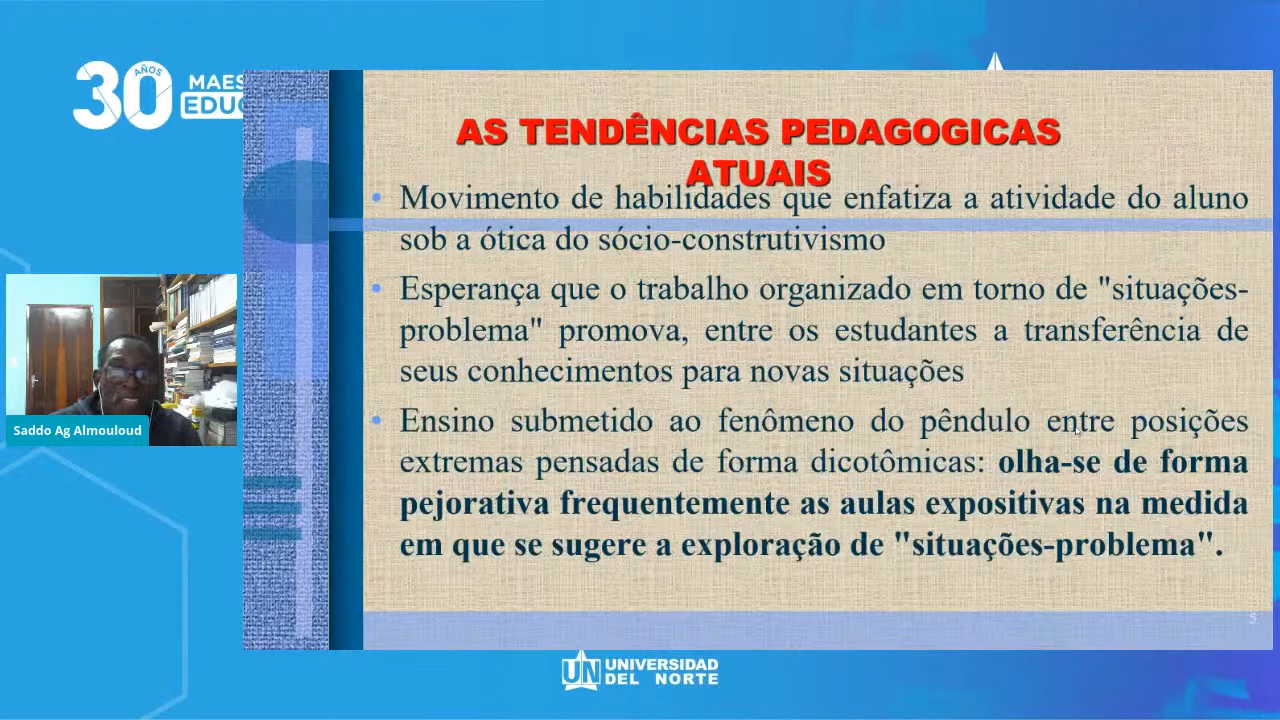 30
AÑOS
MAES
EDUC
AS TENDÊNCIAS PEDAGOGICAS
ATUAIS
• Movimento de habilidades que enfatiza a atividade do aluno
sob a ótica do sócio-construtivismo
• Esperança que o trabalho organizado em torno de "situações-
problema" promova, entre os estudantes a transferência de
seus conhecimentos para novas situações
• Ensino submetido ao fenômeno do pêndulo entre posições
extremas pensadas de forma dicotômicas: olha-se de forma
pejorativa frequentemente as aulas expositivas na medida
em que se sugere a exploração de "situações-problema".
5
Saddo Ag Almouloud
UN UNIVERSIDAD
DEL NORTE